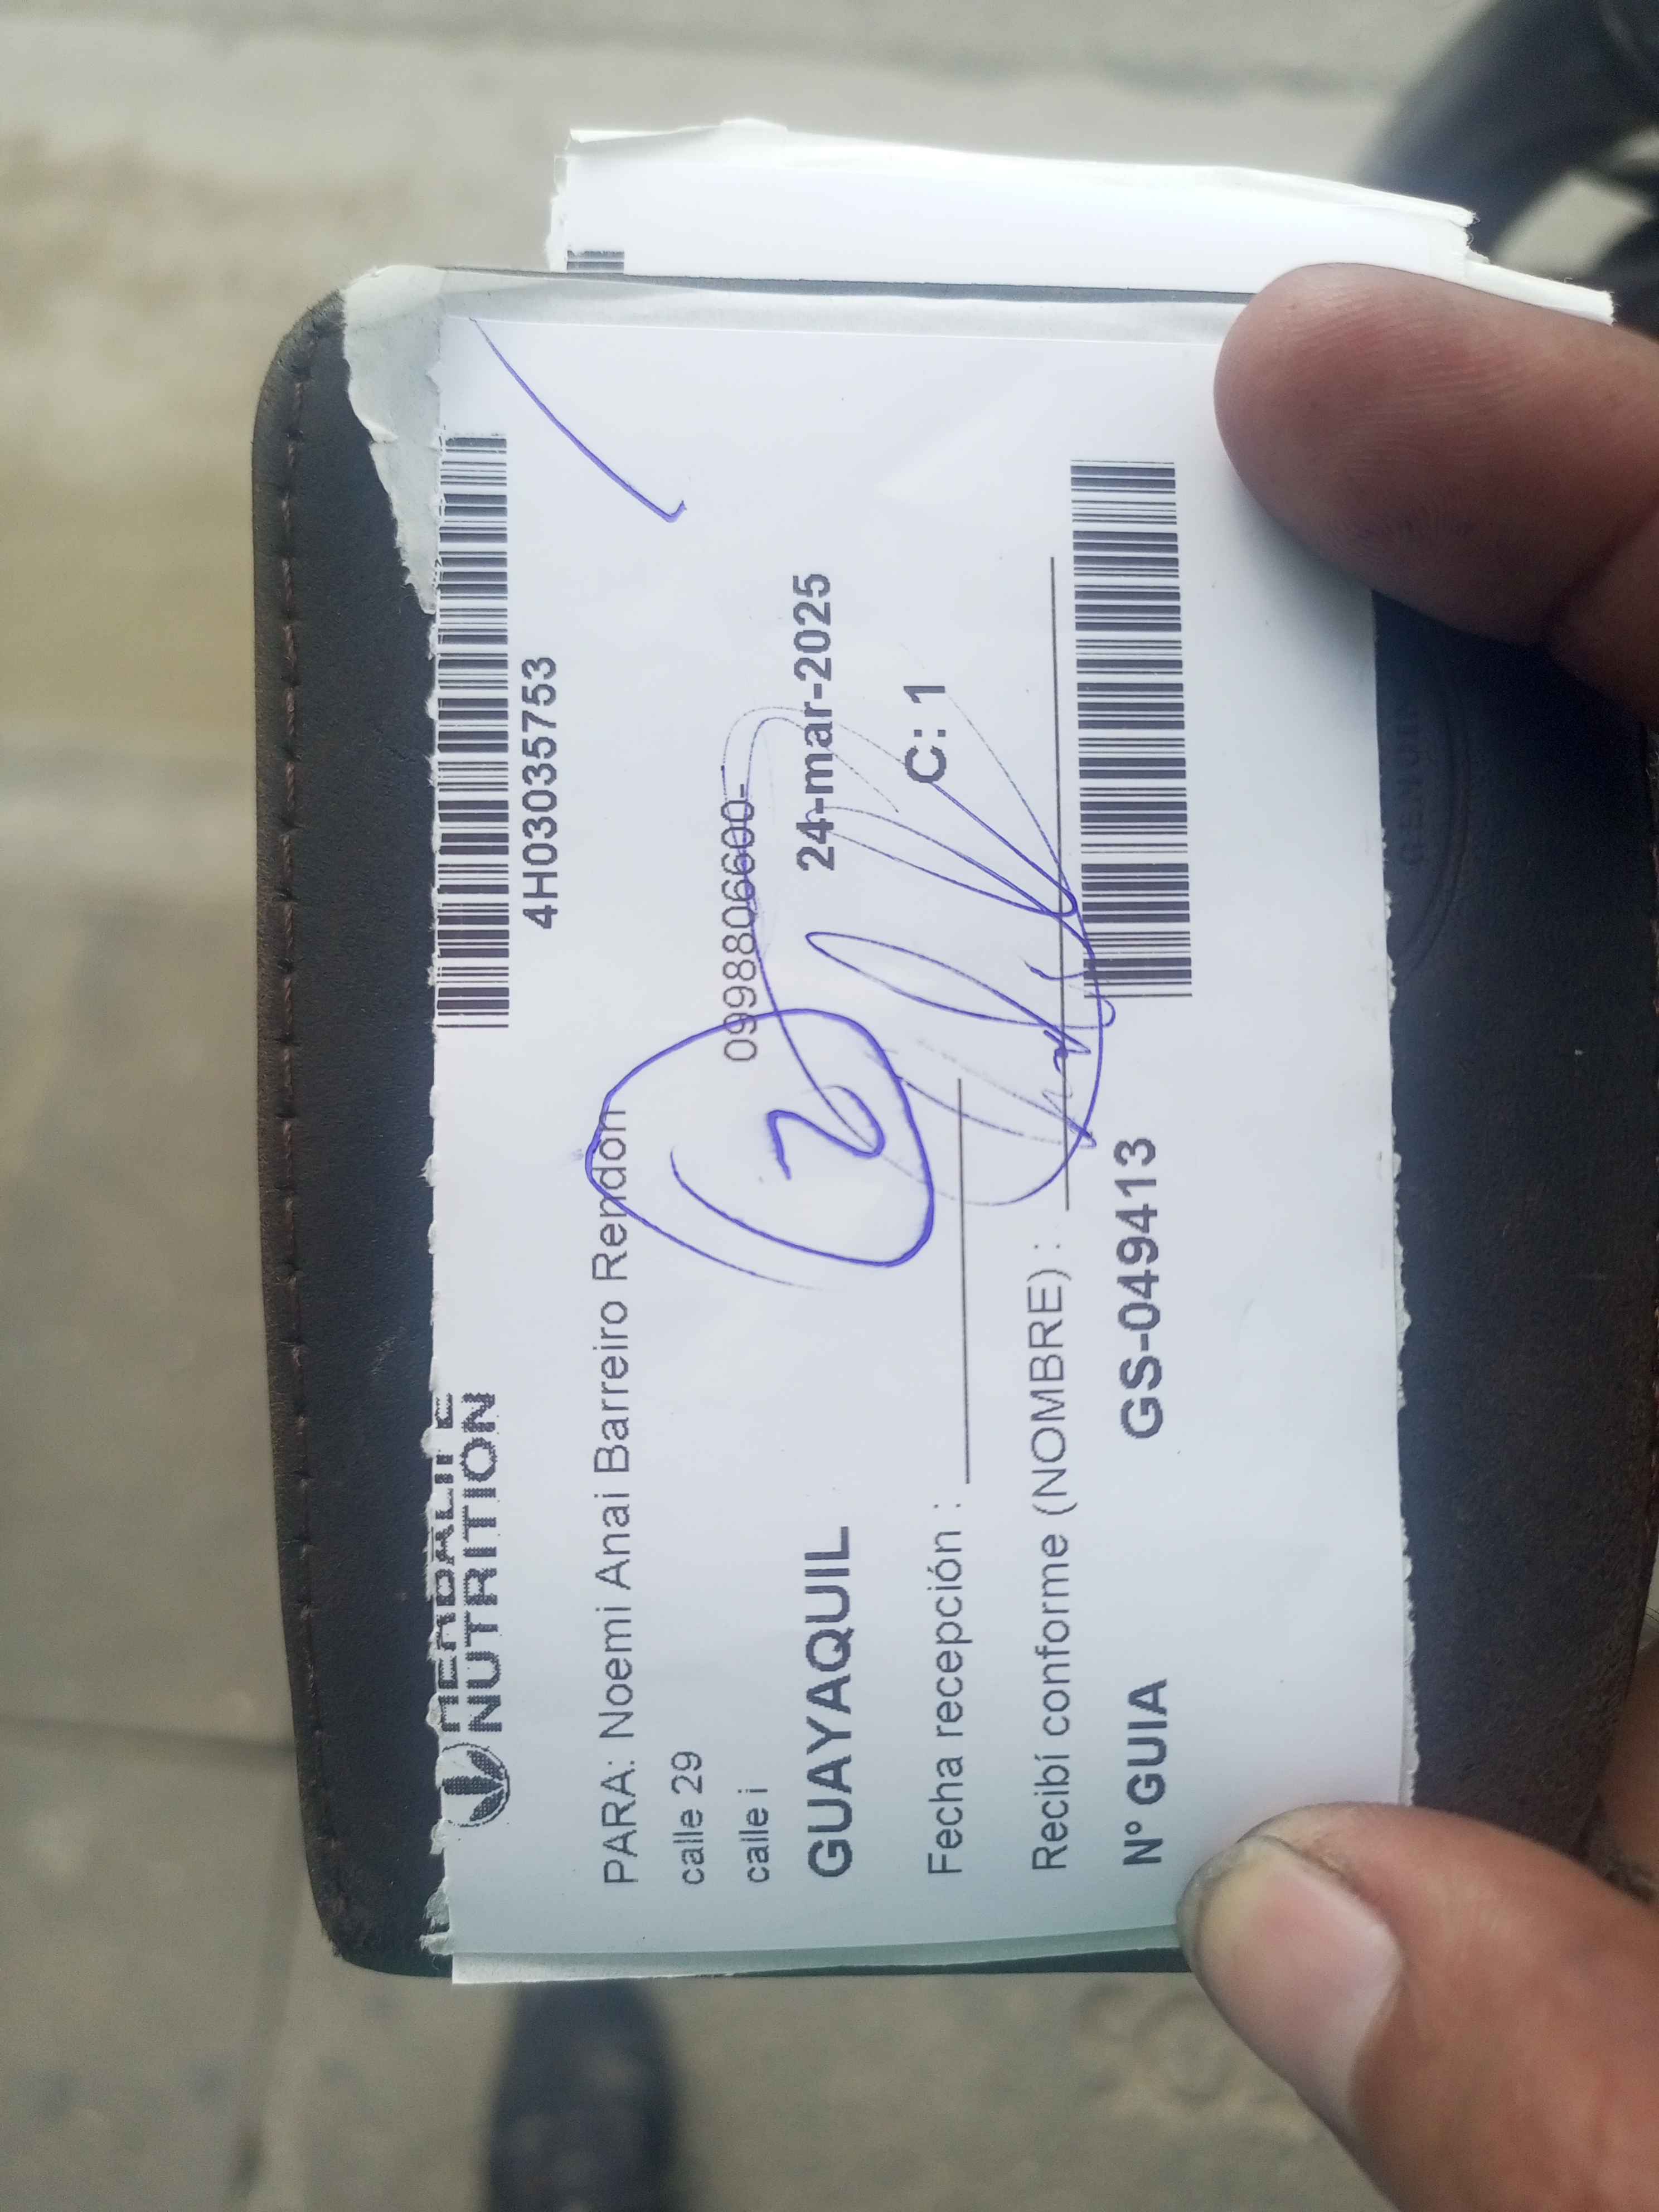 HERBALIFE
NUTRITION
4H03035753
PARA: Noemi Anai Barreiro Rendon
calle 29
calle i
0998806600-
2
GUAYAQUIL
24-mar-2025
Fecha recepción :
C: 1
Recibí conforme (NOMBRE) :
N° GUIA
GS-049413